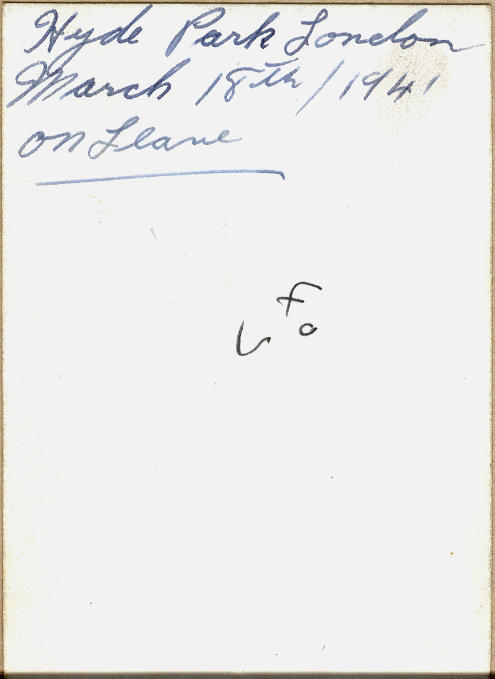 Hyde Park London
March 18th/1941
on Leave